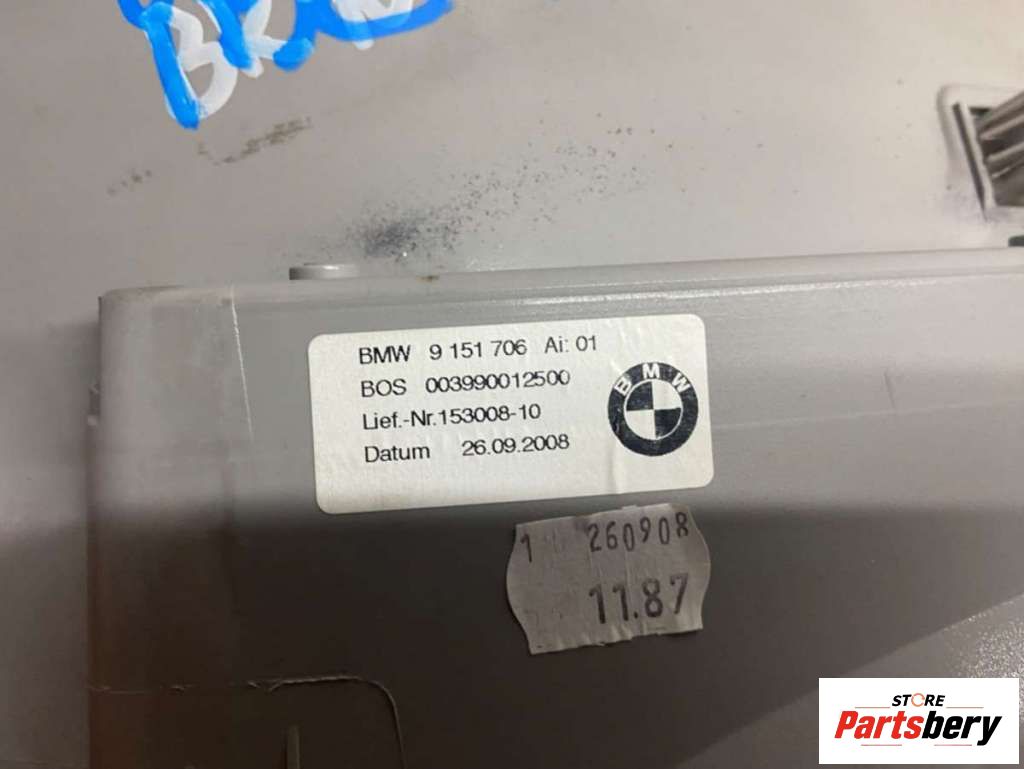 BMW 9 151 706 Ai: 01
BOS 003990012500
Lief.-Nr.153008-10
Datum 26.09.2008
BMW
1 260908
11.87
STORE
Partsbery